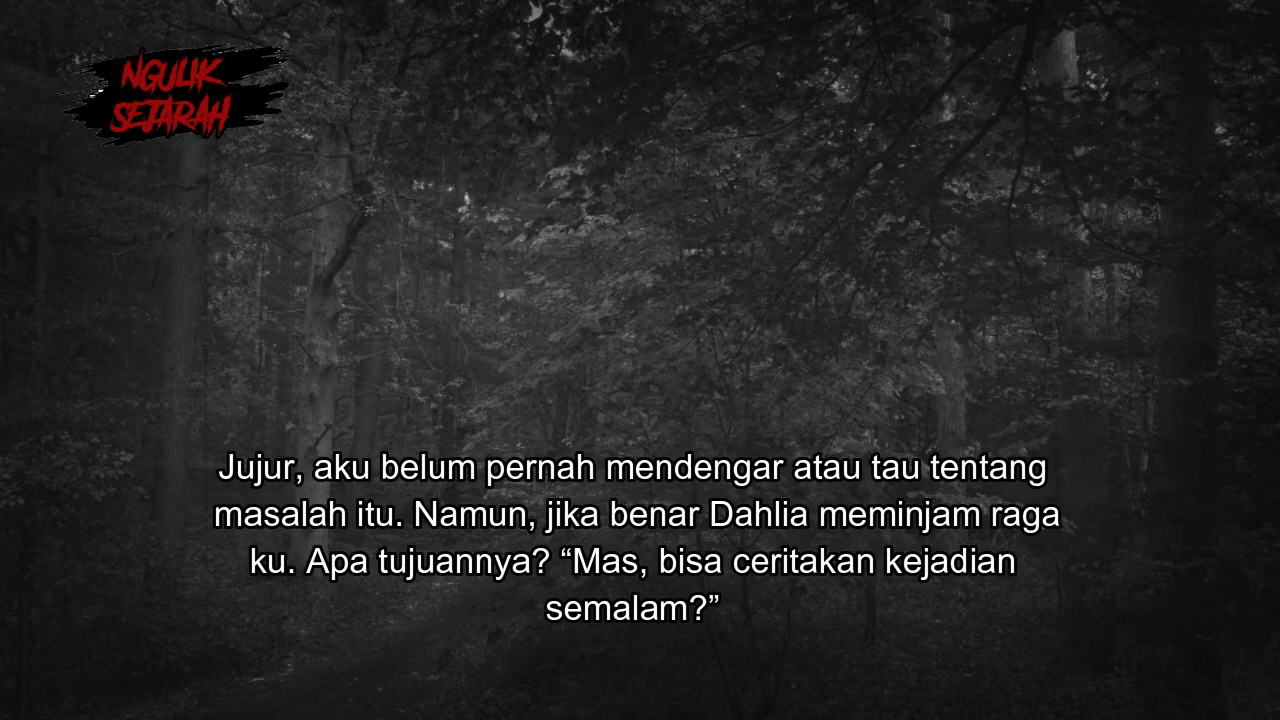 NGULIK
SEJARAH
Jujur, aku belum pernah mendengar atau tau tentang
masalah itu. Namun, jika benar Dahlia meminjam raga
ku. Apa tujuannya? “Mas, bisa ceritakan kejadian
semalam?”